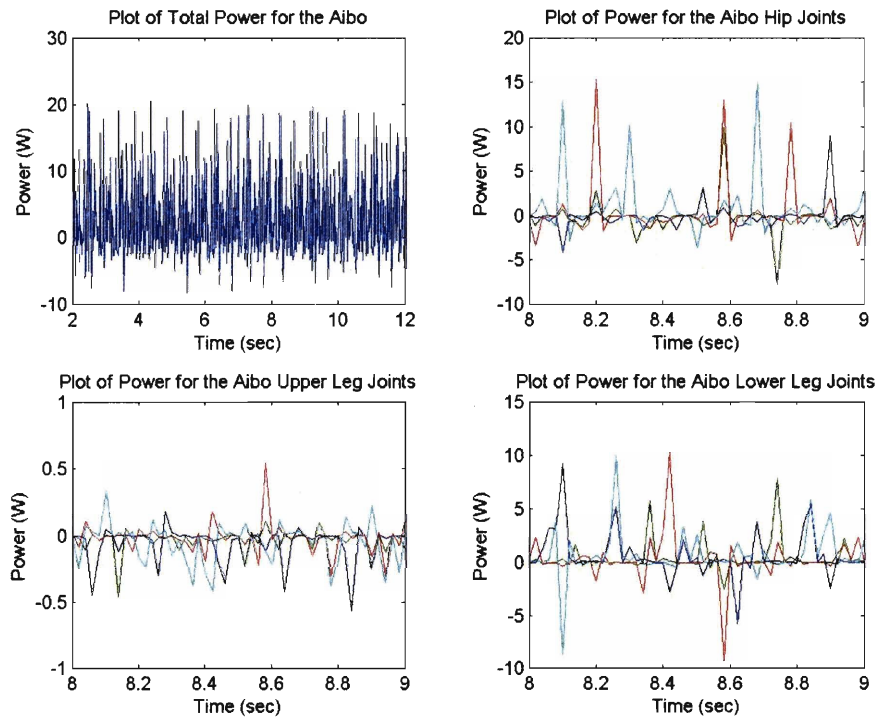 Plot of Total Power for the Aibo
30
20
10
0
-10
Power (W)
2 4 6 8 10 12
Time (sec)
Plot of Power for the Aibo Hip Joints
20
15
10
5
0
-5
-10
Power (W)
8 8.2 8.4 8.6 8.8 9
Time (sec)
Plot of Power for the Aibo Upper Leg Joints
1
0.5
0
-0.5
-1
Power (W)
8 8.2 8.4 8.6 8.8 9
Time (sec)
Plot of Power for the Aibo Lower Leg Joints
15
10
5
0
-5
-10
Power (W)
8 8.2 8.4 8.6 8.8 9
Time (sec)